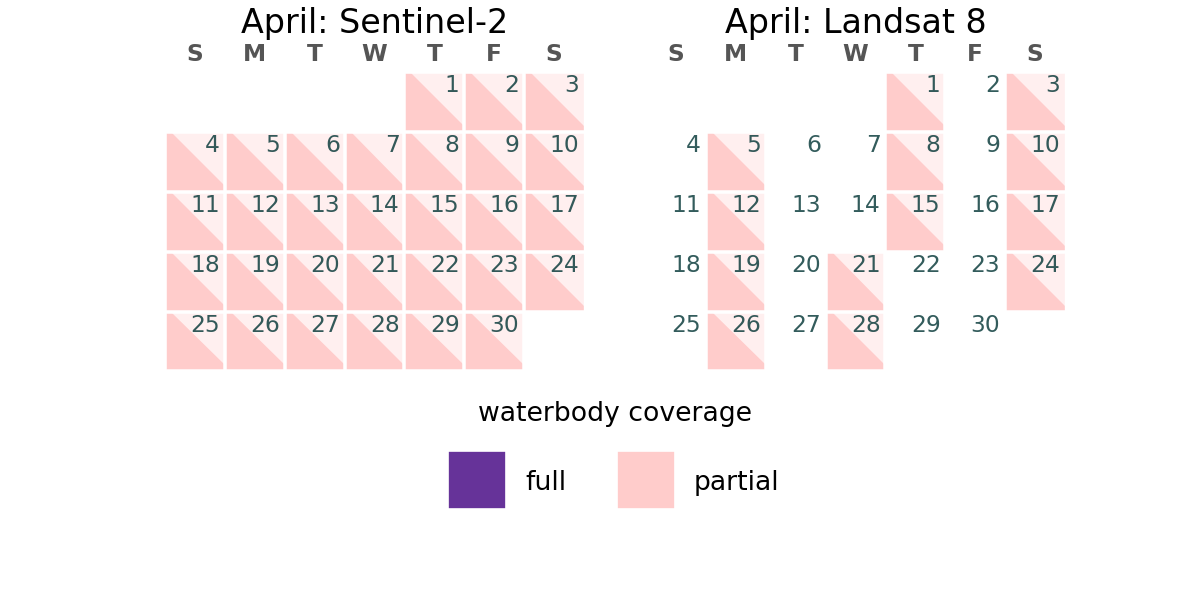 April: Sentinel-2
S M T W T F S
1 2 3
4 5 6 7 8 9 10
11 12 13 14 15 16 17
18 19 20 21 22 23 24
25 26 27 28 29 30
April: Landsat 8
S M T W T F S
1 2 3
4 5 6 7 8 9 10
11 12 13 14 15 16 17
18 19 20 21 22 23 24
25 26 27 28 29 30
waterbody coverage
full
partial